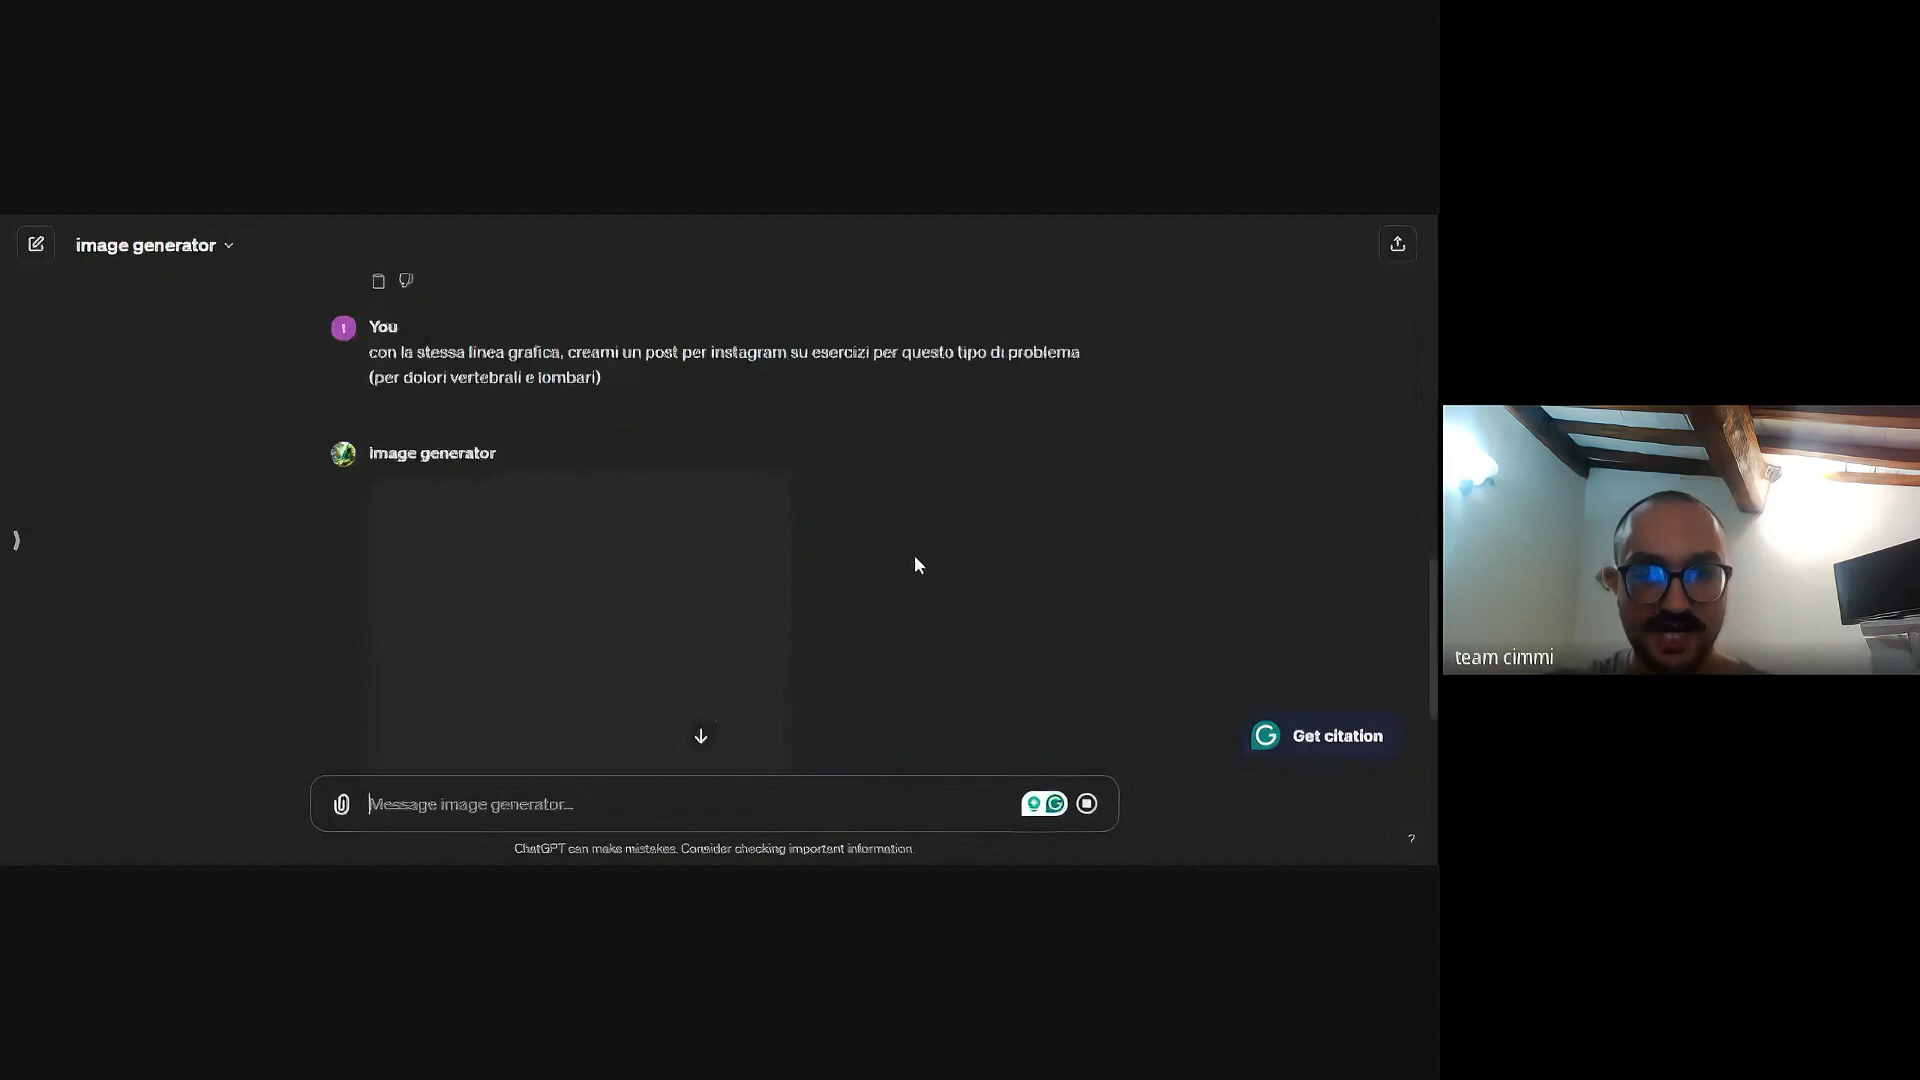 image generator
You
con la stessa linea grafica, creami un post per instagram su esercizi per questo tipo di problema
(per dolori vertebrali e lombari)
image generator
Get citation
Message image generator...
ChatGPT can make mistakes. Consider checking important information.
?
team cimmi